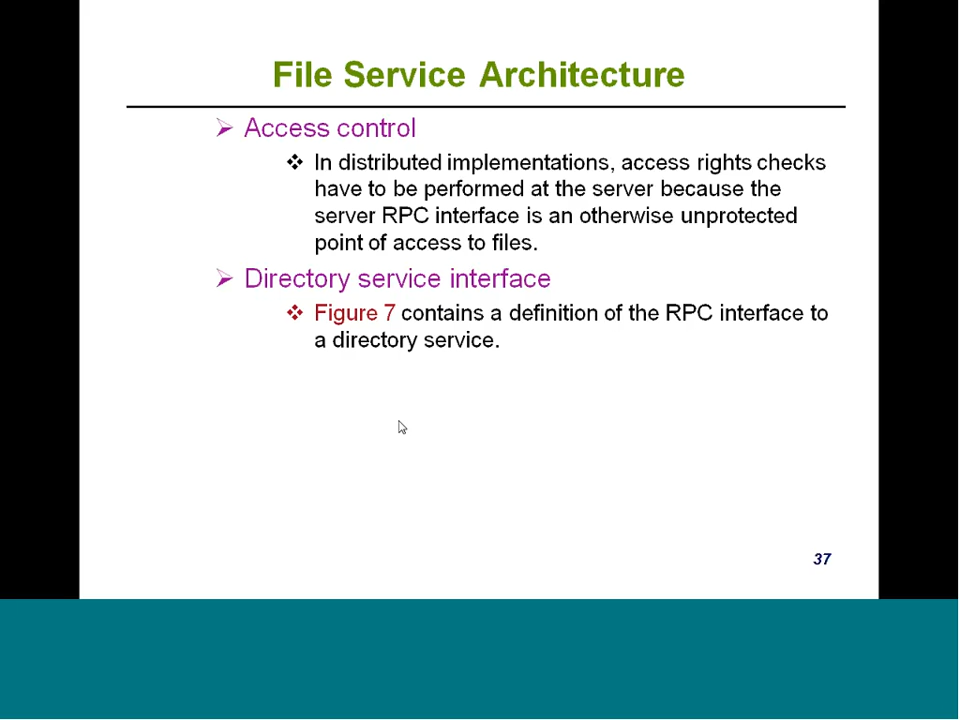 File Service Architecture
Access control
In distributed implementations, access rights checks
have to be performed at the server because the
server RPC interface is an otherwise unprotected
point of access to files.
Directory service interface
Figure 7 contains a definition of the RPC interface to
a directory service.
37